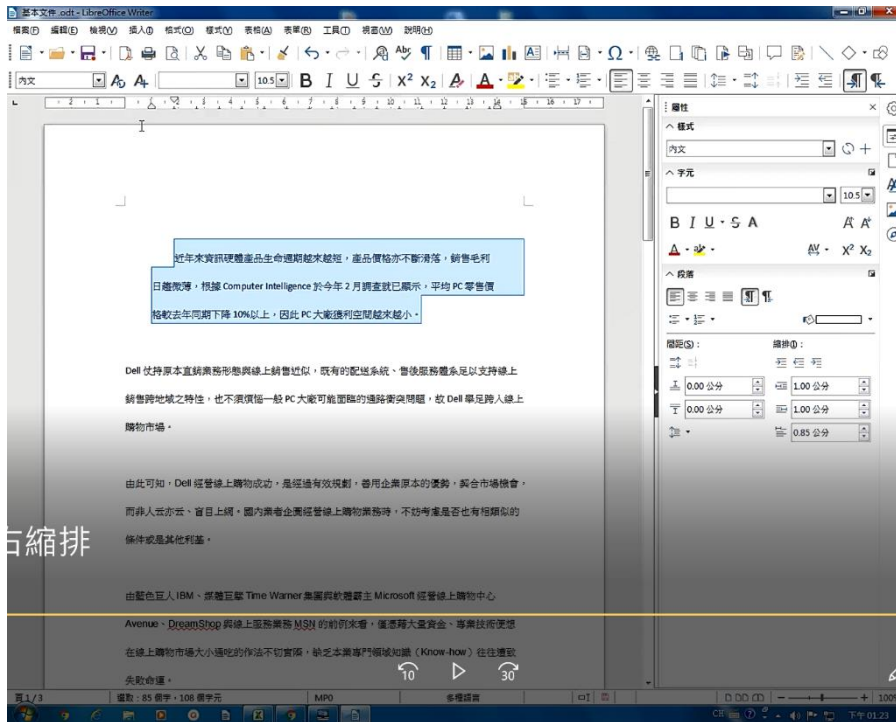 基本文件 .odt - LibreOffice Writer
檔案(F) 編輯(E) 檢視(V) 插入(I) 格式(O) 樣式(Y) 表格(A) 表單(R) 工具(T) 視窗(W) 說明(H)
內文 10.5 B I U S X² X₂ A
屬性
樣式
內文
字元
10.5
B I U S A
AV X² X₂
段落
間距(S): 縮排(I):
0.00 公分 1.00 公分
0.00 公分 1.00 公分
0.85 公分
近年來資訊硬體產品生命週期越來越短，產品價格亦不斷滑落，銷售毛利
日趨微薄，根據 Computer Intelligence 於今年 2 月調查就已顯示，平均 PC 零售價
格較去年同期下降 10%以上，因此 PC 大廠獲利空間越來越小。
Dell 仗持原本直銷業務形態與線上銷售近似，既有的配送系統、售後服務體系足以支持線上
銷售跨地域之特性，也不須煩惱一般 PC 大廠可能面臨的通路衝突問題，故 Dell 舉足跨入線上
購物市場。
由此可知，Dell 經營線上購物成功，是經過有效規劃，善用企業原本的優勢，契合市場機會，
而非人云亦云、盲目上網。國內業者企圖經營線上購物業務時，不妨考慮是否也有相類似的
條件或是其他利基。
右縮排
由藍色巨人 IBM、媒體巨擘 Time Warner 集團與軟體霸主 Microsoft 經營線上購物中心
Avenue、DreamShop 與線上服務業務 MSN 的前例來看，僅憑藉大量資金、專業技術便想
在線上購物市場大小通吃的作法不切實際，缺乏本業專門領域知識（Know-how）往往遭致
失敗命運。
10 30
頁 1 / 3 選取：85 個字，108 個字元 MP0 多種語言 100%
CH 下午 01:23